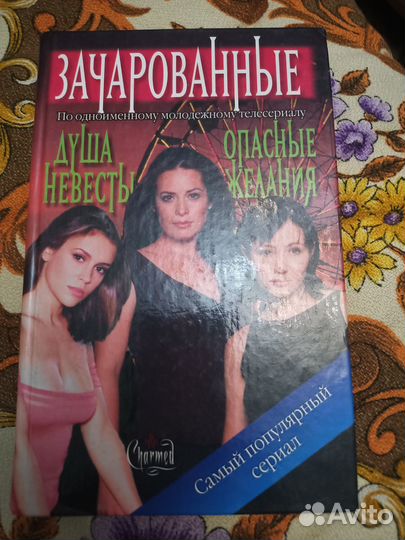 ЗАЧАРОВАННЫЕ
По одноименному молодежному телесериалу
ДУША
НЕВЕСТЫ
ОПАСНЫЕ
ЖЕЛАНИЯ
Charmed
Самый популярный
сериал
Avito